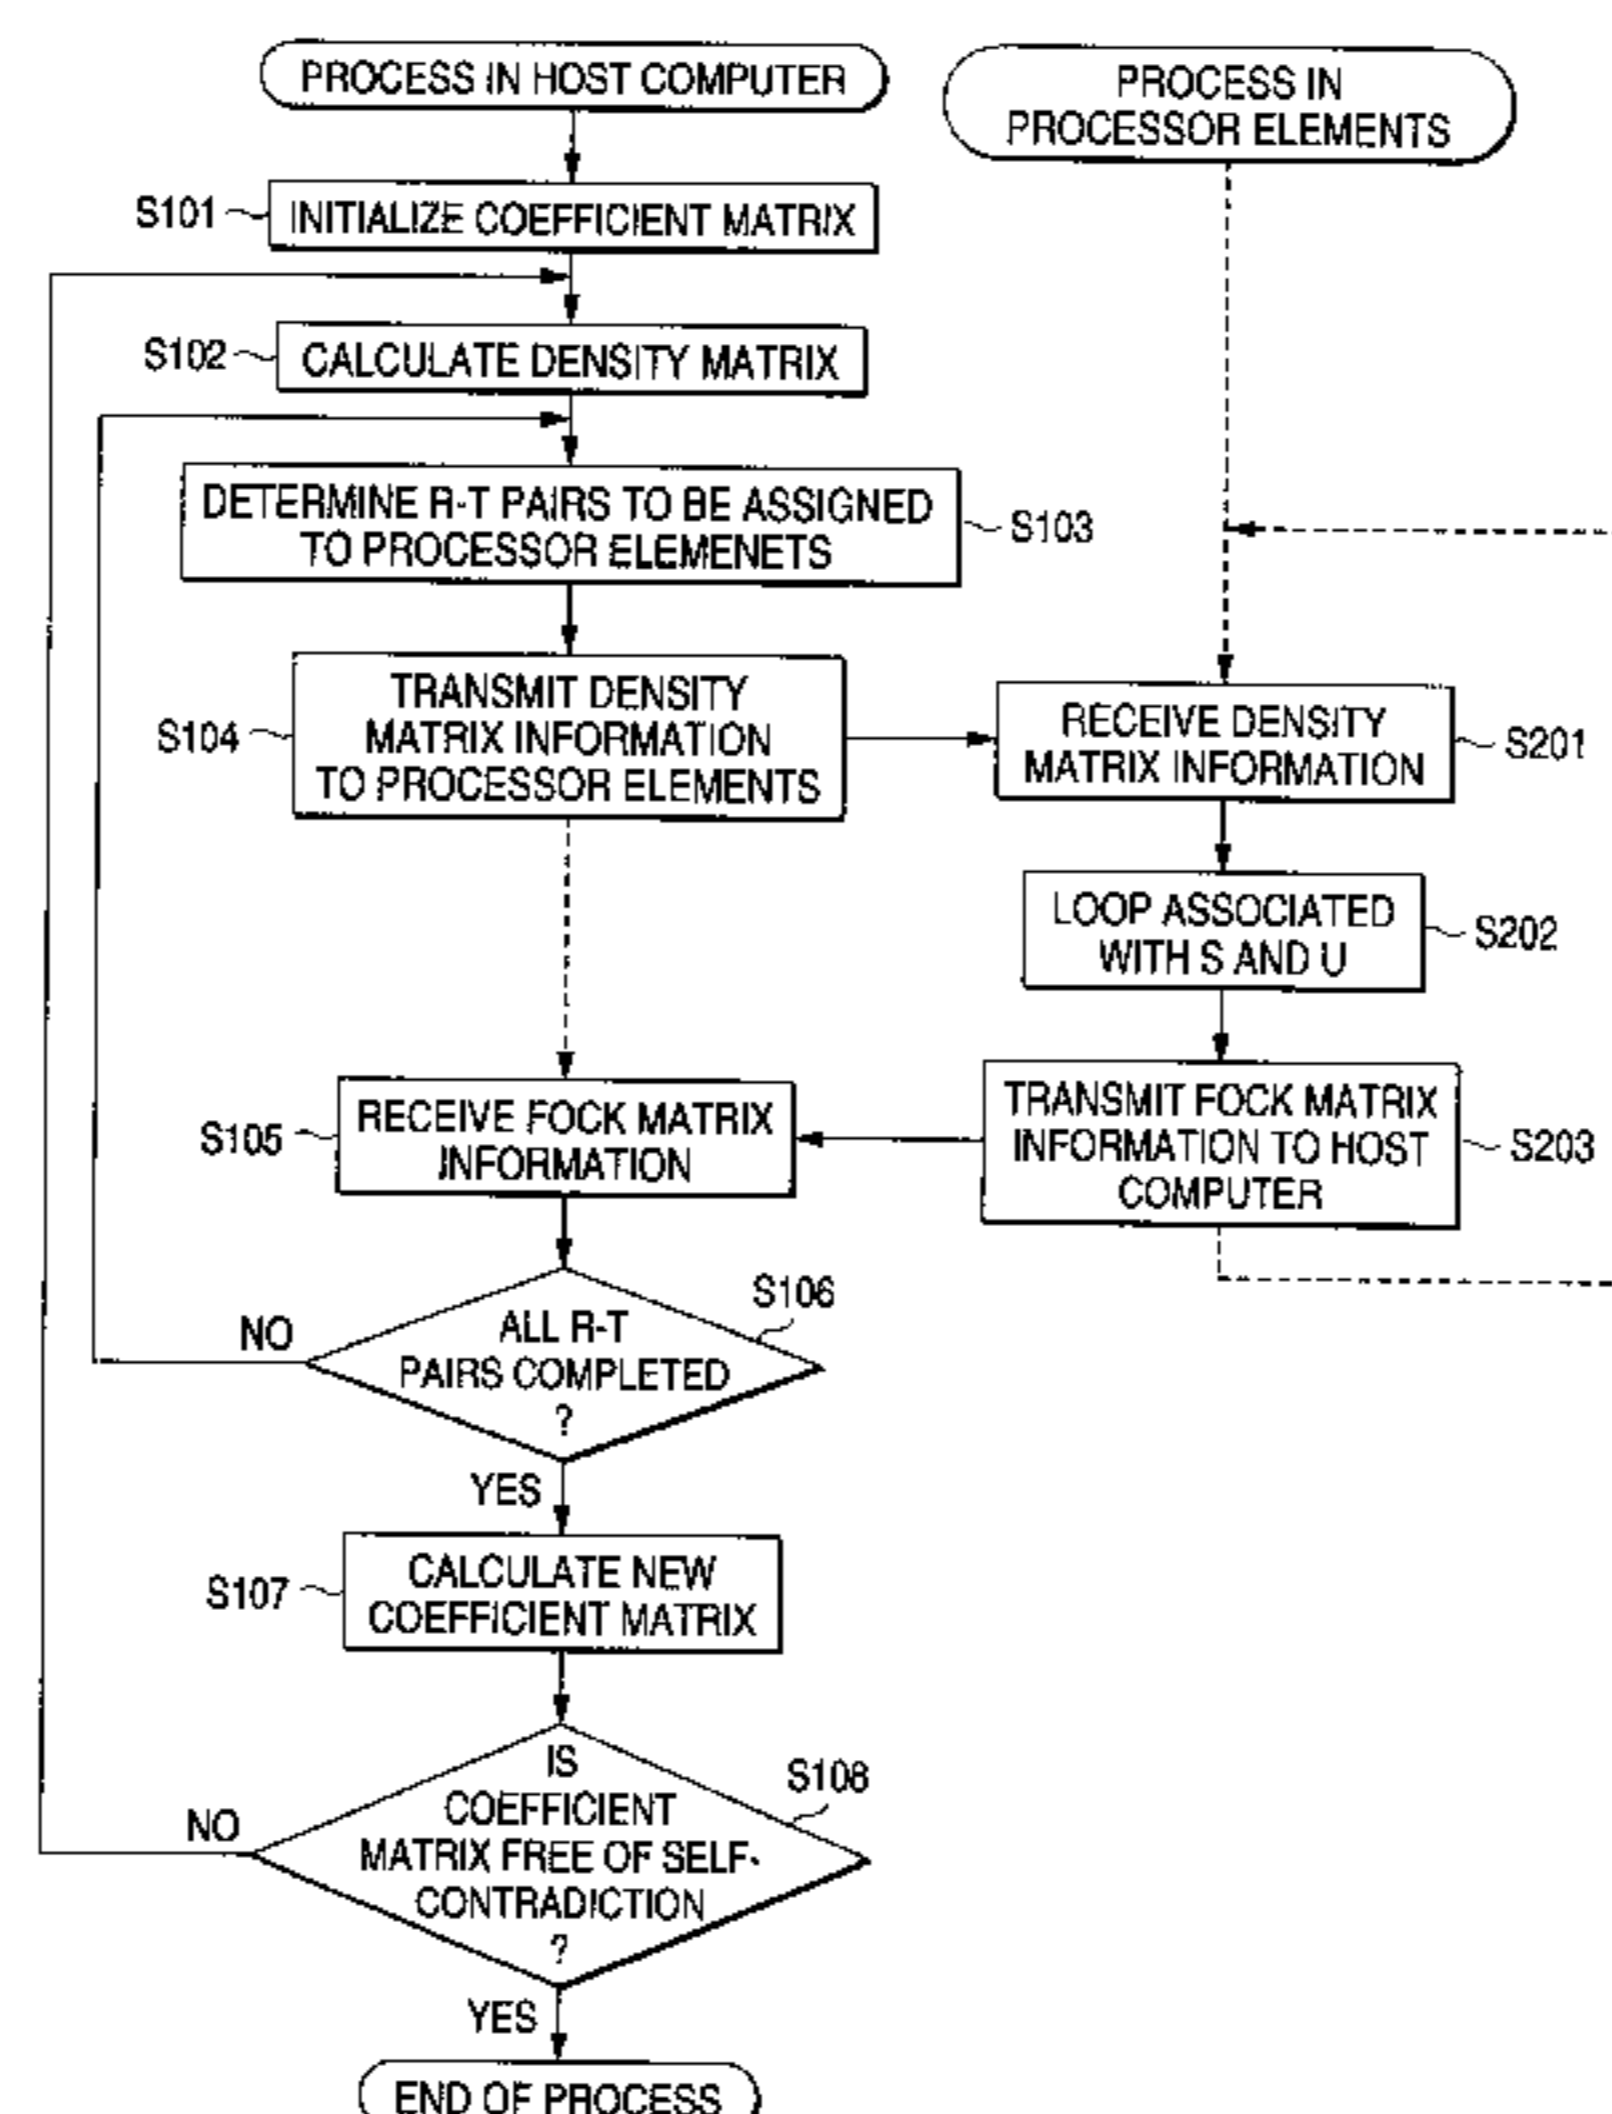 PROCESS IN HOST COMPUTER
PROCESS IN
PROCESSOR ELEMENTS
S101
INITIALIZE COEFFICIENT MATRIX
S102
CALCULATE DENSITY MATRIX
DETERMINE R-T PAIRS TO BE ASSIGNED
TO PROCESSOR ELEMENETS
S103
S104
TRANSMIT DENSITY
MATRIX INFORMATION
TO PROCESSOR ELEMENTS
RECEIVE DENSITY
MATRIX INFORMATION
S201
LOOP ASSOCIATED
WITH S AND U
S202
S105
RECEIVE FOCK MATRIX
INFORMATION
TRANSMIT FOCK MATRIX
INFORMATION TO HOST
COMPUTER
S203
S106
NO
ALL R-T
PAIRS COMPLETED
?
YES
S107
CALCULATE NEW
COEFFICIENT MATRIX
S108
NO
IS
COEFFICIENT
MATRIX FREE OF SELF-
CONTRADICTION
?
YES
END OF PROCESS